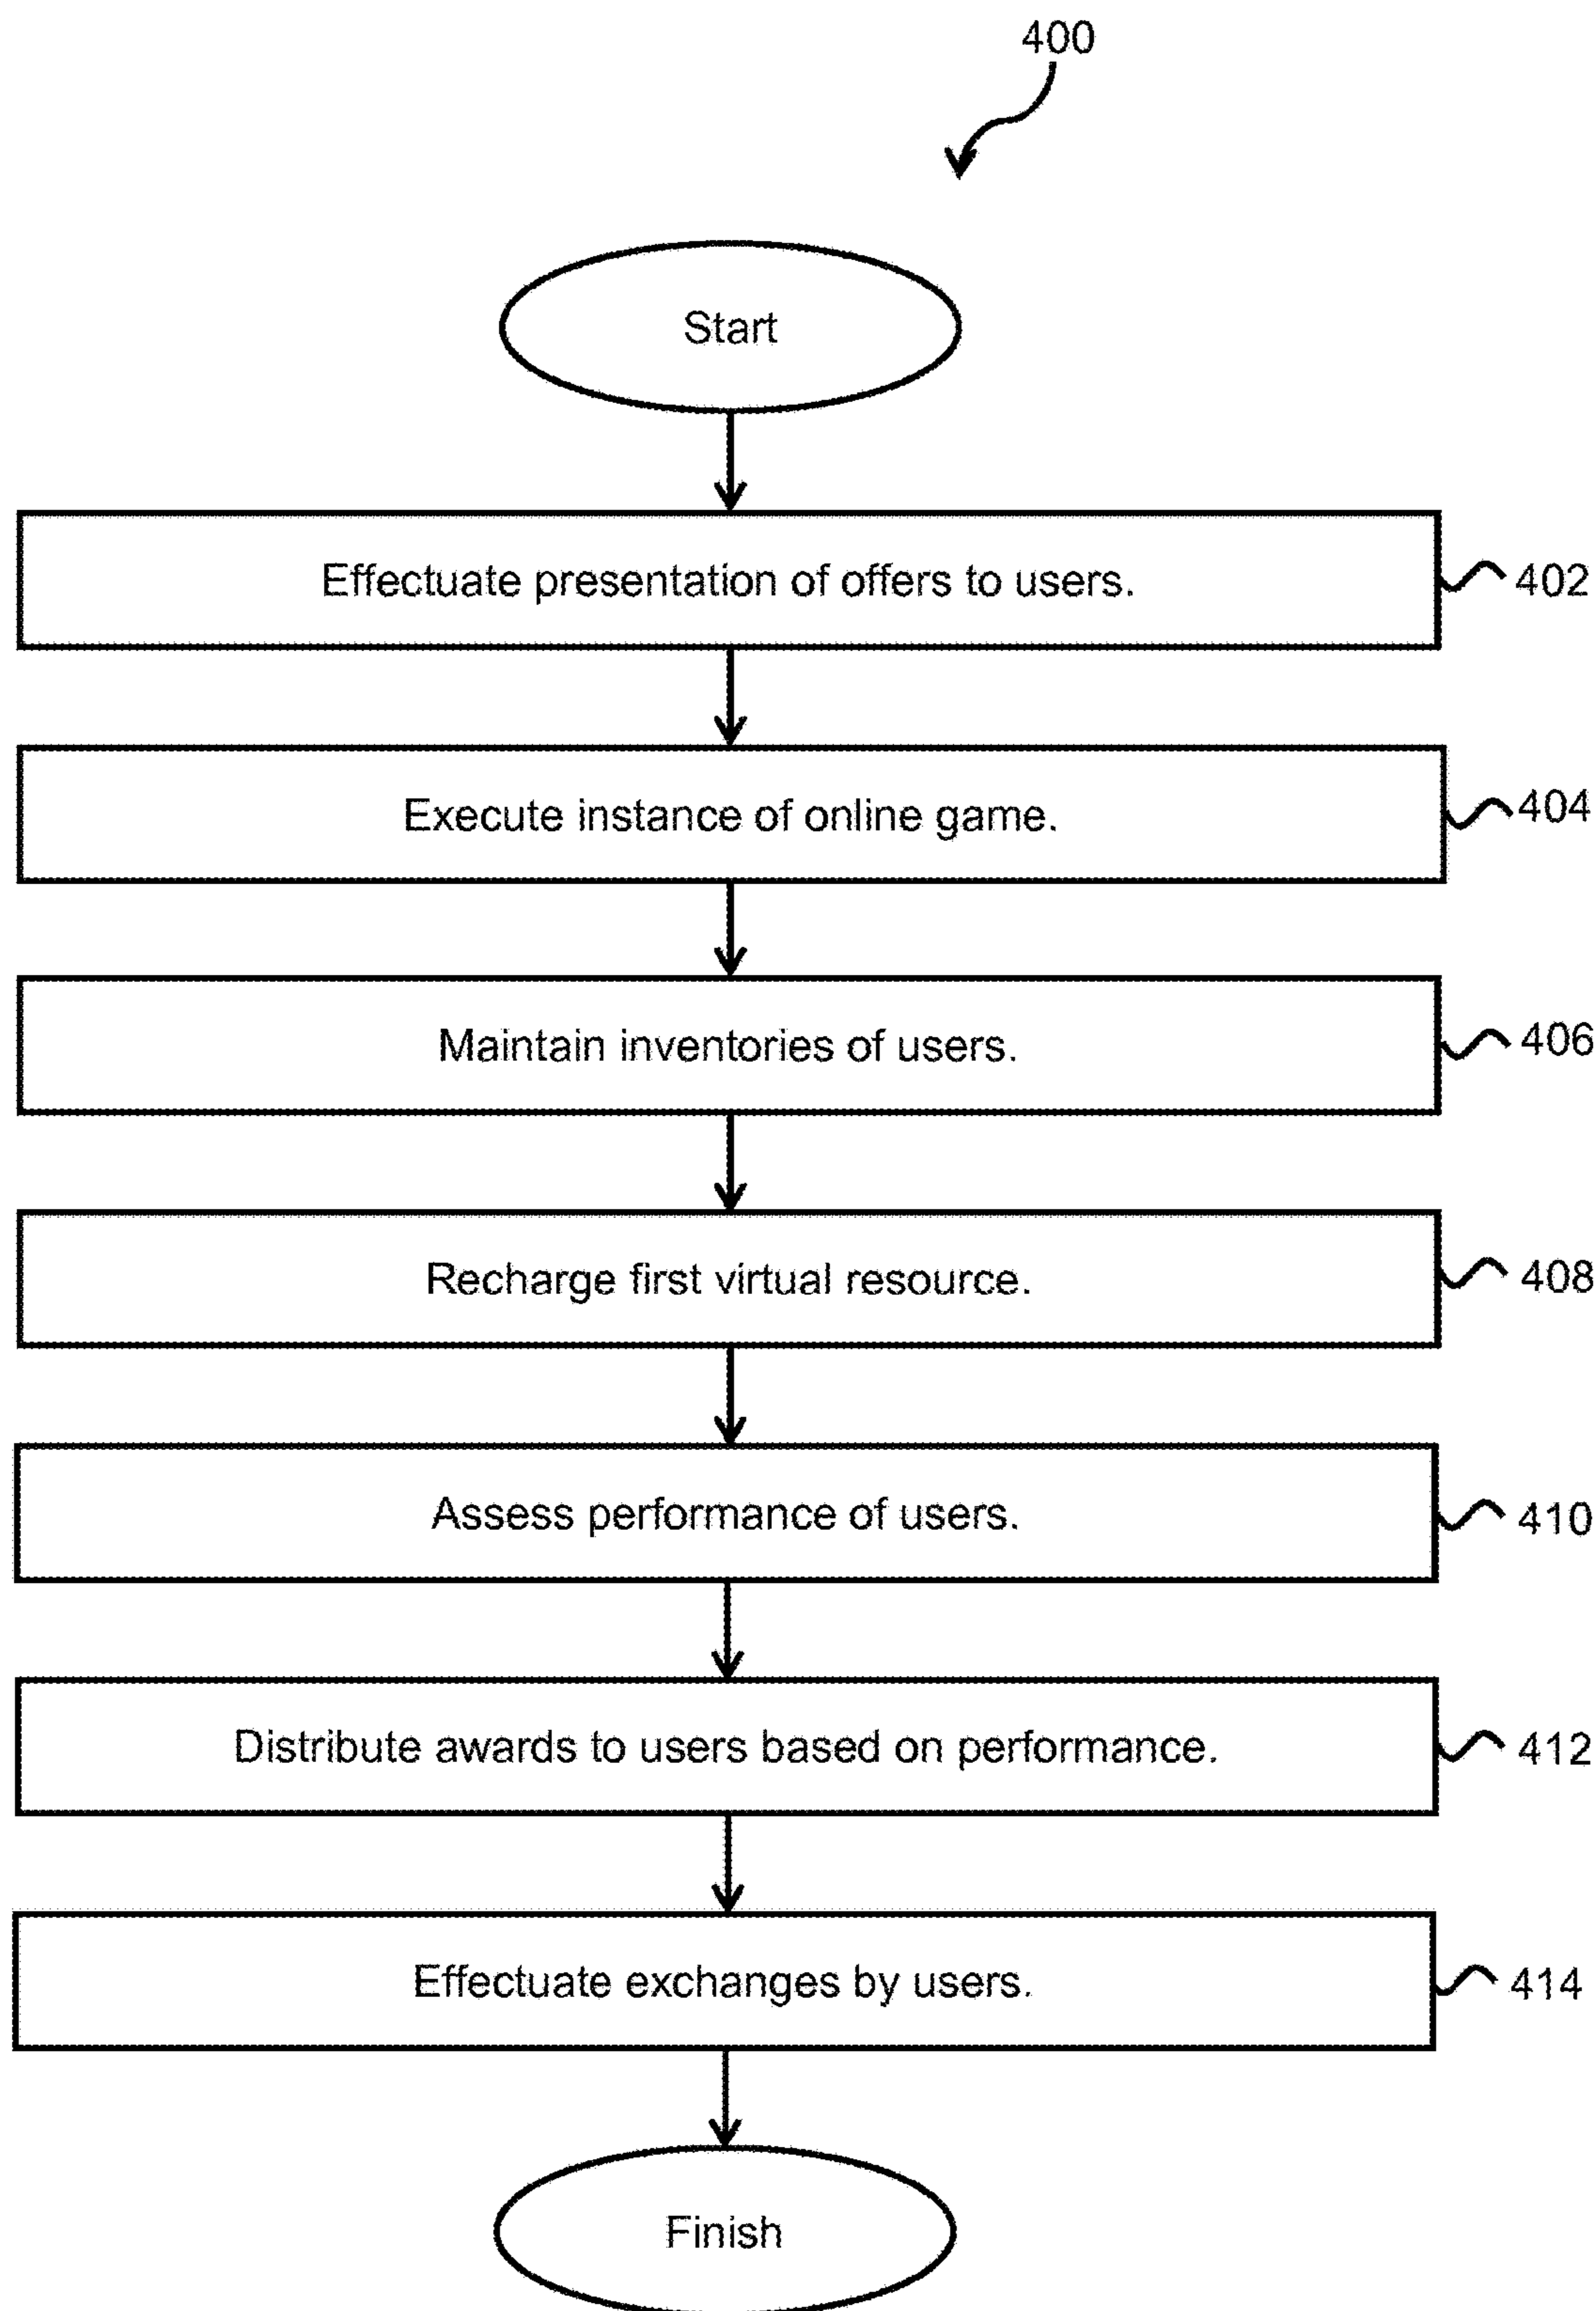 400
Start
Effectuate presentation of offers to users.
402
Execute instance of online game.
404
Maintain inventories of users.
406
Recharge first virtual resource.
408
Assess performance of users.
410
Distribute awards to users based on performance.
412
Effectuate exchanges by users.
414
Finish